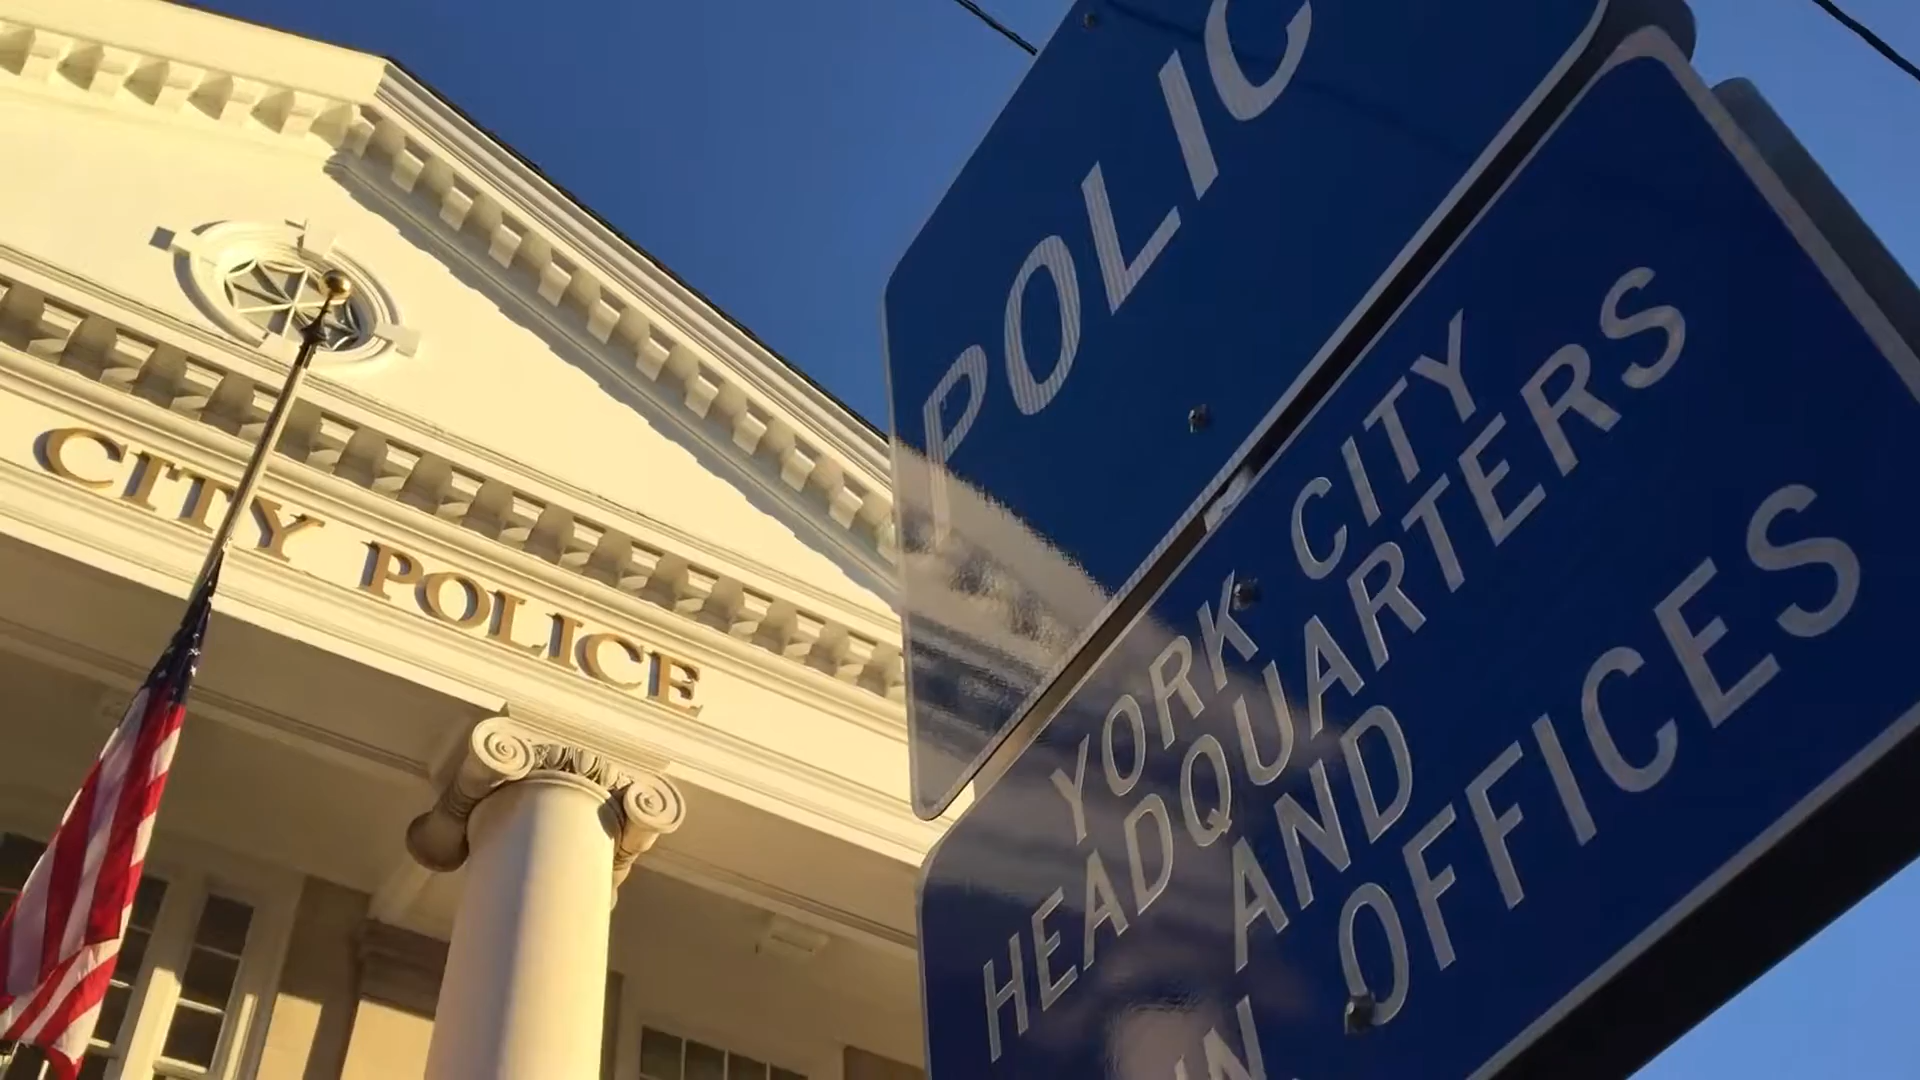 CITY POLICE
POLIC
YORK CITY
HEADQUARTERS
AND
OFFICES